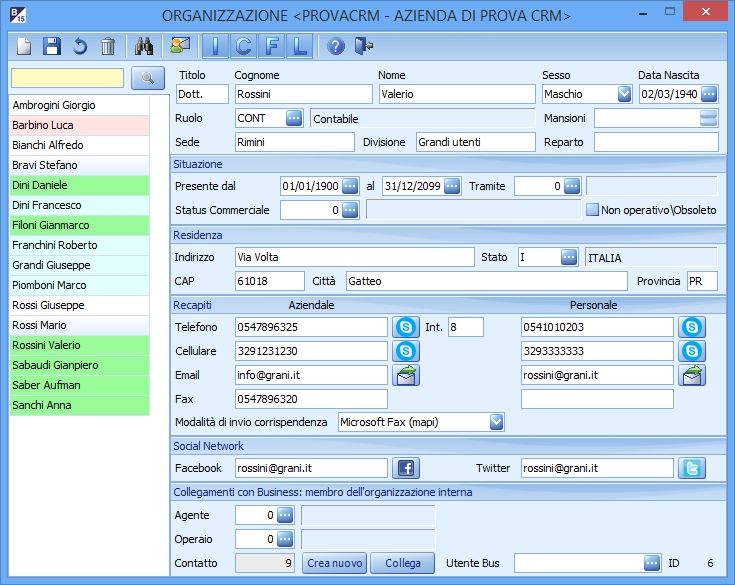 B 15 ORGANIZZAZIONE <PROVACRM - AZIENDA DI PROVA CRM>
I C F L
Titolo Cognome Nome Sesso Data Nascita
Dott. Rossini Valerio Maschio 02/03/1940
Ruolo CONT Contabile Mansioni
Sede Rimini Divisione Grandi utenti Reparto
Ambrogini Giorgio
Barbino Luca
Bianchi Alfredo
Bravi Stefano
Dini Daniele
Dini Francesco
Filoni Gianmarco
Franchini Roberto
Grandi Giuseppe
Piomboni Marco
Rossi Giuseppe
Rossi Mario
Rossini Valerio
Sabaudi Gianpiero
Saber Aufman
Sanchi Anna
Situazione
Presente dal 01/01/1900 al 31/12/2099 Tramite 0
Status Commerciale 0 Non operativo\Obsoleto
Residenza
Indirizzo Via Volta Stato I ITALIA
CAP 61018 Città Gatteo Provincia PR
Recapiti Aziendale Personale
Telefono 0547896325 Int. 8 0541010203
Cellulare 3291231230 3293333333
Email info@grani.it rossini@grani.it
Fax 0547896320
Modalità di invio corrispendenza Microsoft Fax (mapi)
Social Network
Facebook rossini@grani.it Twitter rossini@grani.it
Collegamenti con Business: membro dell'organizzazione interna
Agente 0
Operaio 0
Contatto 9 Crea nuovo Collega Utente Bus ID 6